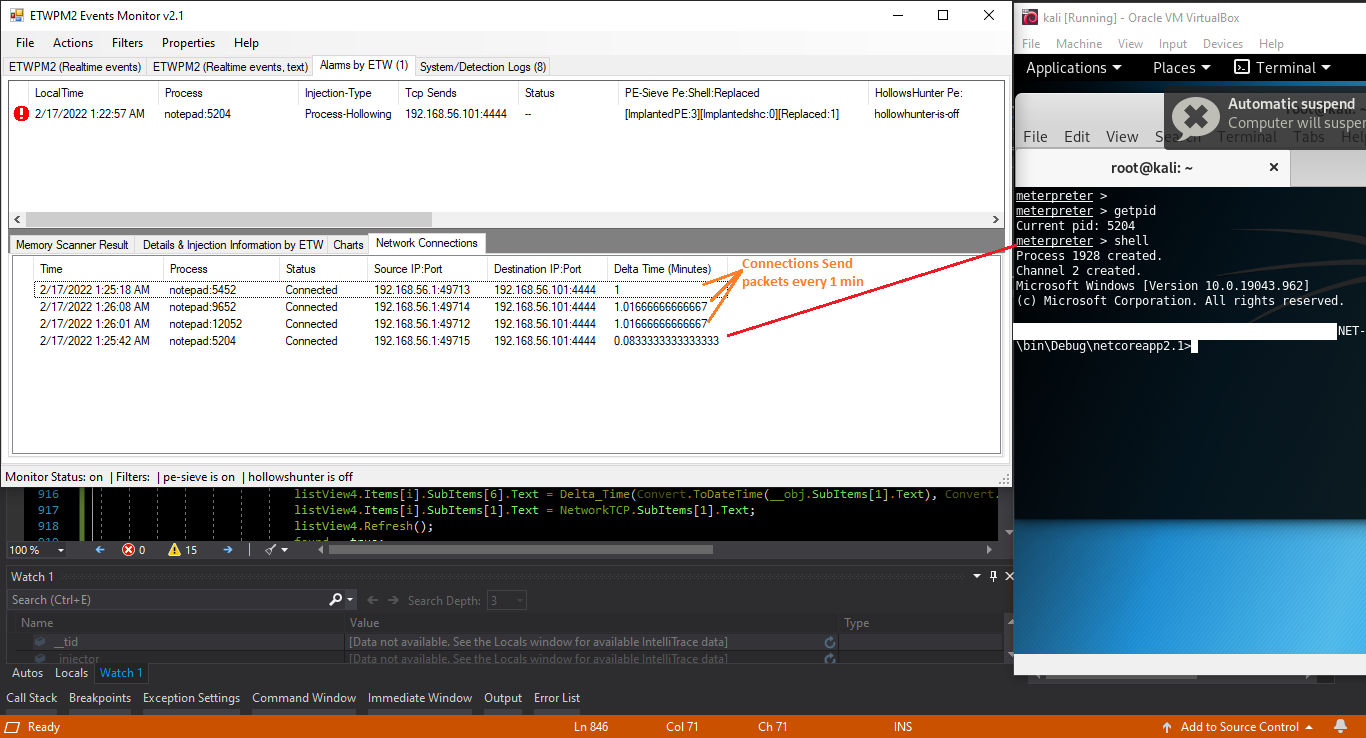 ETWPM2 Events Monitor v2.1
File Actions Filters Properties Help
ETWPM2 (Realtime events) ETWPM2 (Realtime events, text) Alarms by ETW (1) System/Detection Logs (8)
LocalTime Process Injection-Type Tcp Sends Status PE-Sieve Pe:Shell:Replaced HollowsHunter Pe:
2/17/2022 1:22:57 AM notepad:5204 Process-Hollowing 192.168.56.101:4444 -- [ImplantedPE:3][Implantedshc:0][Replaced:1] hollowhunter-is-off
Memory Scanner Result Details & Injection Information by ETW Charts Network Connections
Time Process Status Source IP:Port Destination IP:Port Delta Time (Minutes)
2/17/2022 1:25:18 AM notepad:5452 Connected 192.168.56.1:49713 192.168.56.101:4444 1
2/17/2022 1:26:08 AM notepad:9652 Connected 192.168.56.1:49714 192.168.56.101:4444 1.01666666666667
2/17/2022 1:26:01 AM notepad:12052 Connected 192.168.56.1:49712 192.168.56.101:4444 1.01666666666667
2/17/2022 1:25:42 AM notepad:5204 Connected 192.168.56.1:49715 192.168.56.101:4444 0.0833333333333333
Connections Send
packets every 1 min
Monitor Status: on | Filters: | pe-sieve is on | hollowshunter is off
916 listView4.Items[i].SubItems[6].Text = Delta_Time(Convert.ToDateTime(__obj.SubItems[1].Text), Convert.
917 listView4.Items[i].SubItems[1].Text = NetworkTCP.SubItems[1].Text;
918 listView4.Refresh();
100 % 0 15
Watch 1
Search (Ctrl+E) Search Depth: 3
Name Value Type
__tid [Data not available. See the Locals window for available IntelliTrace data]
_injector [Data not available. See the Locals window for available IntelliTrace data]
Autos Locals Watch 1
Call Stack Breakpoints Exception Settings Command Window Immediate Window Output Error List
Ready Ln 846 Col 71 Ch 71 INS Add to Source Control
kali [Running] - Oracle VM VirtualBox
File Machine View Input Devices Help
Applications Places Terminal
Automatic suspend
Computer will susper
File Edit View Search Terminal Tabs Help
root@kali: ~
meterpreter >
meterpreter > getpid
Current pid: 5204
meterpreter > shell
Process 1928 created.
Channel 2 created.
Microsoft Windows [Version 10.0.19043.962]
(c) Microsoft Corporation. All rights reserved.
NET-
\bin\Debug\netcoreapp2.1>